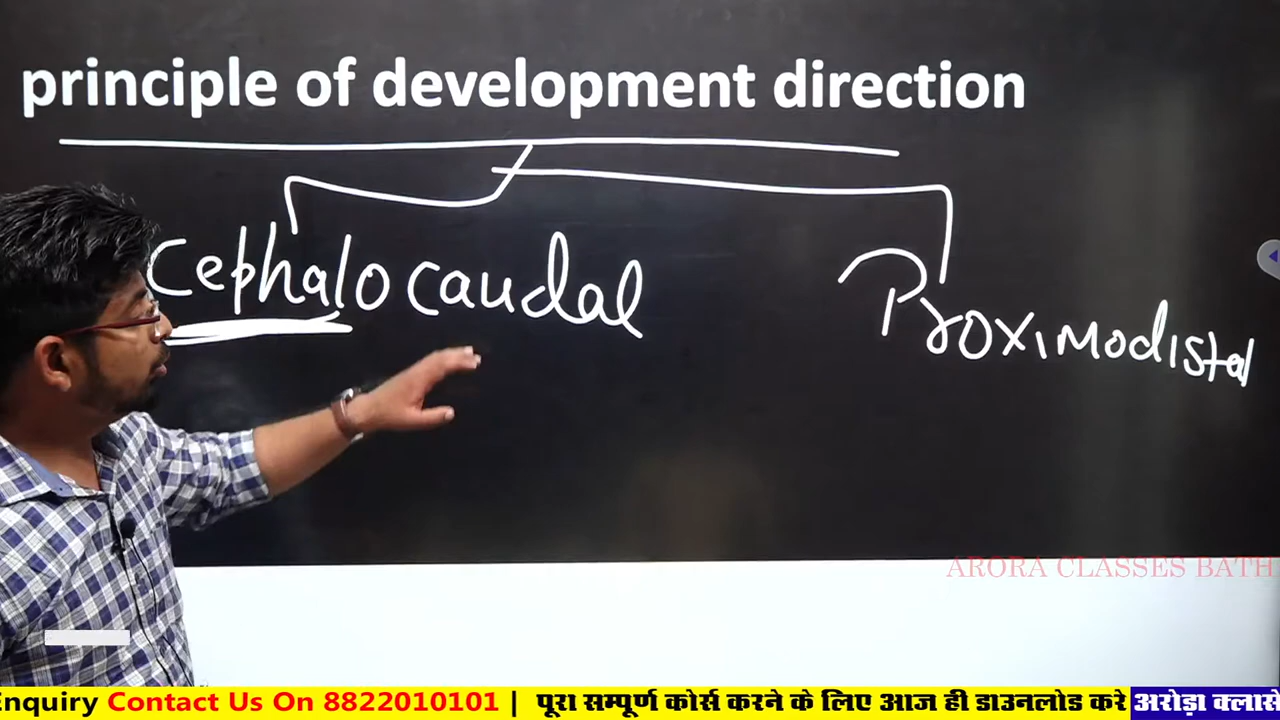 principle of development direction
Cephalocaudal
Proximodistal
ARORA CLASSES BATH
Enquiry Contact Us On 8822010101 | पूरा सम्पूर्ण कोर्स करने के लिए आज ही डाउनलोड करे अरोड़ा क्लासे